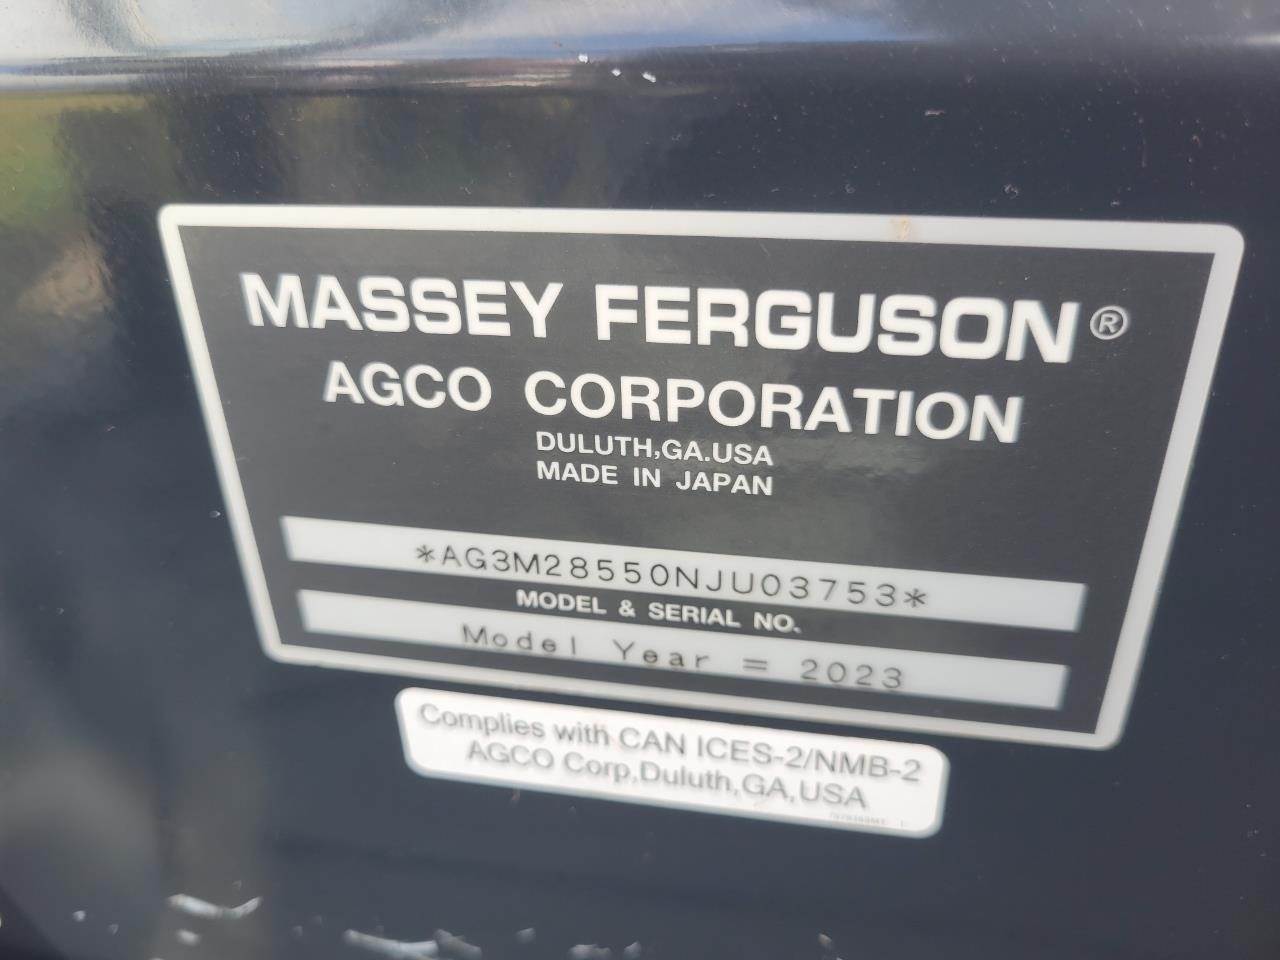 MASSEY FERGUSON®
AGCO CORPORATION
DULUTH,GA.USA
MADE IN JAPAN
*AG3M28550NJU03753*
MODEL & SERIAL NO.
Model Year = 2023
Complies with CAN ICES-2/NMB-2
AGCO Corp,Duluth,GA,USA